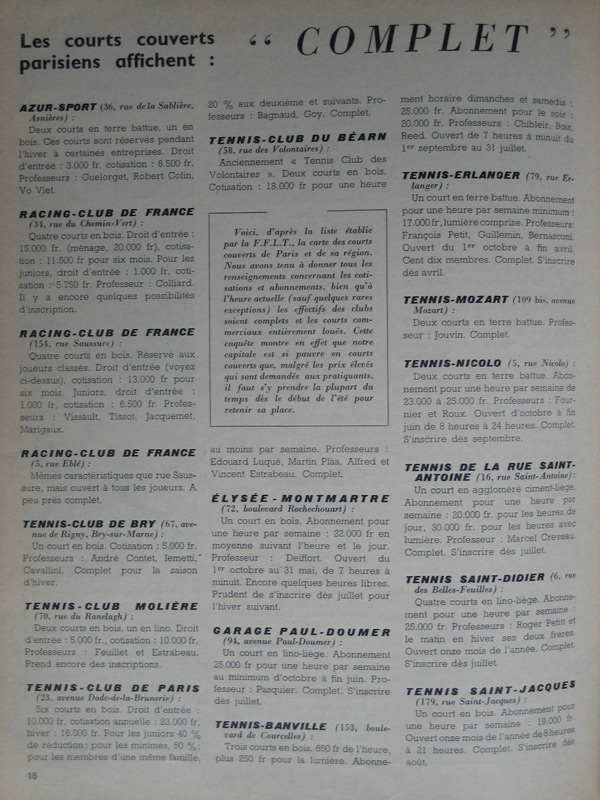 Les courts couverts
parisiens affichent :
“ COMPLET ”
AZUR-SPORT (36, rue de la Sablière,
Asnières) :
Deux courts en terre battue, un en
bois. Ces courts sont réservés pendant
l'hiver à certaines entreprises. Droit
d'entrée : 3.000 fr, cotisation : 6.500 fr.
Professeurs : Guelorget, Robert Colin,
Vo Viet.
RACING-CLUB DE FRANCE
(34, rue du Chemin-Vert) :
Quatre courts en bois. Droit d'entrée :
15.000 fr. (ménage, 20.000 fr), cotisa-
tion : 11.500 fr pour six mois. Pour les
juniors, droit d'entrée : 1.000 fr, coti-
sation : 5.750 fr. Professeur : Colliard.
Il y a encore quelques possibilités
d'inscription.
RACING-CLUB DE FRANCE
(154, rue Saussure) :
Quatre courts en bois. Réservé aux
joueurs classés. Droit d'entrée (voyez
ci-dessus), cotisation : 13.000 fr pour
six mois. Juniors, droit d'entrée :
1.000 fr, cotisation : 6.500 fr. Profes-
seurs : Vissault, Tissot, Jacquemet,
Marigaux.
RACING-CLUB DE FRANCE
(5, rue Eblé) :
Mêmes caractéristiques que rue Saus-
sure, mais ouvert à tous les joueurs. A
peu près complet.
TENNIS-CLUB DE BRY (67, ave-
nue de Rigny, Bry-sur-Marne) :
Un court en bois. Cotisation : 5.000 fr.
Professeurs : André Contet, Iemetti,
Cavallini. Complet pour la saison
d'hiver.
TENNIS-CLUB MOLIÈRE
(70, rue du Ranelagh) :
Deux courts en bois, un en lino. Droit
d'entrée : 5.000 fr., cotisation : 10.000 fr.
Professeurs : Feuillet et Estrabeau.
Prend encore des inscriptions.
TENNIS-CLUB DE PARIS
(23, avenue Dode-de-la-Brunerie) :
Six courts en bois. Droit d'entrée :
10.000 fr, cotisation annuelle : 23.000 fr,
hiver : 16.000 fr. Pour les juniors 40 %
de réduction; pour les minimes, 50 %;
pour les membres d'une même famille,
16
20 % aux deuxième et suivants. Pro-
fesseurs : Bagnaud, Goy. Complet.
TENNIS-CLUB DU BÉARN
(58, rue des Volontaires) :
Anciennement « Tennis Club des
Volontaires ». Deux courts en bois.
Cotisation : 18.000 fr pour une heure
Voici, d'après la liste établie
par la F.F.L.T., la carte des courts
couverts de Paris et de sa région.
Nous avons tenu à donner tous les
renseignements concernant les coti-
sations et abonnements, bien qu'à
l'heure actuelle (sauf quelques rares
exceptions) les effectifs des clubs
soient complets et les courts com-
merciaux entièrement loués. Cette
enquête montre en effet que notre
capitale est si pauvre en courts
couverts que, malgré les prix élevés
qui sont demandés aux pratiquants,
il faut s'y prendre la plupart du
temps dès le début de l'été pour
retenir sa place.
au moins par semaine. Professeurs :
Edouard Luqué, Martin Plàa, Alfred et
Vincent Estrabeau. Complet.
ÉLYSÉE-MONTMARTRE
(72, boulevard Rochechouart) :
Un court en bois. Abonnement pour
une heure par semaine : 22.000 fr en
moyenne suivant l'heure et le jour.
Professeur : Deiffort. Ouvert du
1er octobre au 31 mai, de 7 heures à
minuit. Encore quelques heures libres.
Prudent de s'inscrire dès juillet pour
l'hiver suivant.
GARAGE PAUL-DOUMER
(94, avenue Paul-Doumer) :
Un court en lino-liège. Abonnement
25.000 fr pour une heure par semaine
au minimum d'octobre à fin juin. Pro-
fesseur : Pasquier. Complet. S'inscrire
dès juillet.
TENNIS-BANVILLE (153, boule-
vard de Courcelles) :
Trois courts en bois. 650 fr de l'heure,
plus 250 fr pour la lumière. Abonne-
ment horaire dimanches et samedis :
25.000 fr. Abonnement pour le soir :
20.000 fr. Professeurs : Chibleir, Bois,
Reed. Ouvert de 7 heures à minuit du
1er septembre au 31 juillet.
TENNIS-ERLANGER (79, rue Er-
langer) :
Un court en terre battue. Abonnement
pour une heure par semaine minimum :
17.000 fr, lumière comprise. Professeurs :
François Petit, Guillemin, Bernasconi.
Ouvert du 1er octobre à fin avril.
Cent dix membres. Complet. S'inscrire
dès avril.
TENNIS-MOZART (109 bis, avenue
Mozart) :
Deux courts en terre battue. Profes-
seur : Jouvin. Complet.
TENNIS-NICOLO (5, rue Nicolo) :
Deux courts en terre battue. Abon-
nement pour une heure par semaine de
23.000 à 25.000 fr. Professeurs : Four-
nier et Roux. Ouvert d'octobre à fin
juin de 8 heures à 24 heures. Complet.
S'inscrire dès septembre.
TENNIS DE LA RUE SAINT-
ANTOINE (16, rue Saint-Antoine) :
Un court en aggloméré ciment-liège.
Abonnement pour une heure par
semaine : 20.000 fr. pour les heures de
jour, 30.000 fr. pour les heures avec
lumière. Professeur : Marcel Creveau.
Complet. S'inscrire dès juillet.
TENNIS SAINT-DIDIER (6, rue
des Belles-Feuilles) :
Quatre courts en lino-liège. Abonne-
ment pour une heure par semaine :
25.000 fr. Professeurs : Roger Petit et
le matin en hiver ses deux frères.
Ouvert onze mois de l'année. Complet.
S'inscrire dès juillet.
TENNIS SAINT-JACQUES
(179, rue Saint-Jacques) :
Un court en bois. Abonnement pour
une heure par semaine : 19.000 fr.
Ouvert onze mois de l'année de 8 heures
à 21 heures. Complet. S'inscrire dès
août.